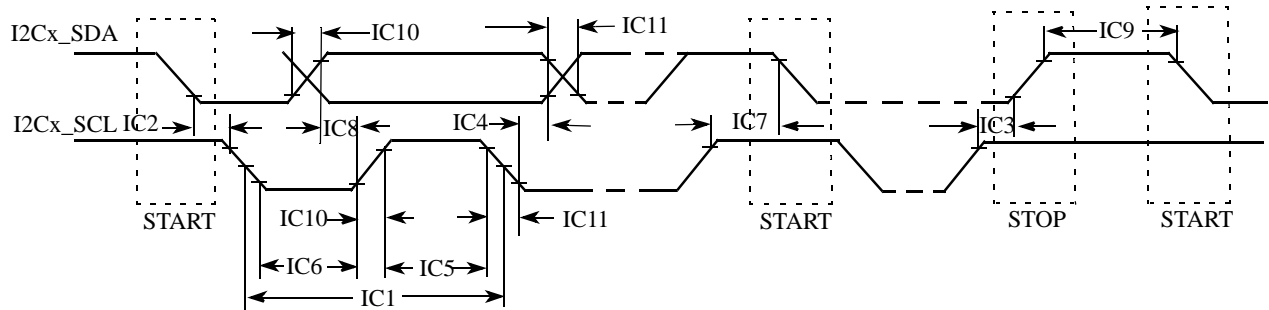 I2Cx_SDA IC10 IC11 IC9
I2Cx_SCL IC2 IC8 IC4 IC7 IC3
START IC10 IC11 START STOP START
IC6 IC5
IC1